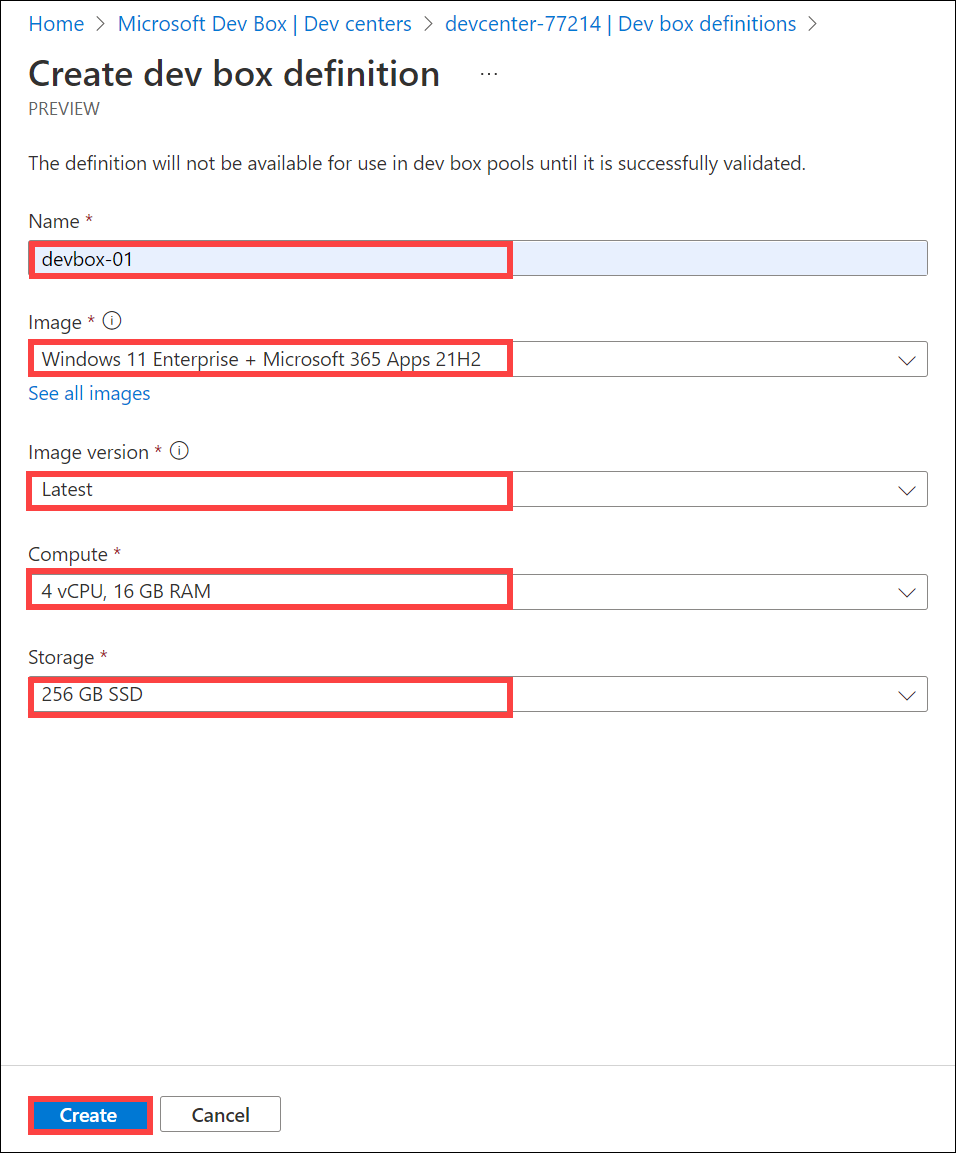 Home > Microsoft Dev Box | Dev centers > devcenter-77214 | Dev box definitions >
Create dev box definition ...
PREVIEW
The definition will not be available for use in dev box pools until it is successfully validated.
Name *
devbox-01
Image *
Windows 11 Enterprise + Microsoft 365 Apps 21H2
See all images
Image version *
Latest
Compute *
4 vCPU, 16 GB RAM
Storage *
256 GB SSD
Create Cancel